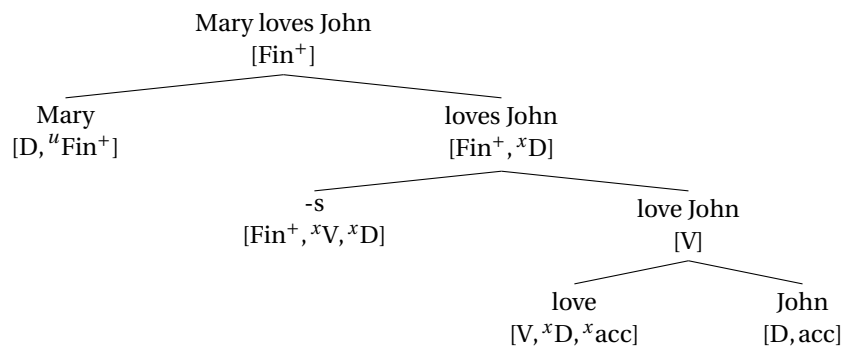 Mary loves John
[Fin⁺]
Mary
[D, ᵘFin⁺]
loves John
[Fin⁺, ˣD]
-s
[Fin⁺, ˣV, ˣD]
love John
[V]
love
[V, ˣD, ˣacc]
John
[D, acc]